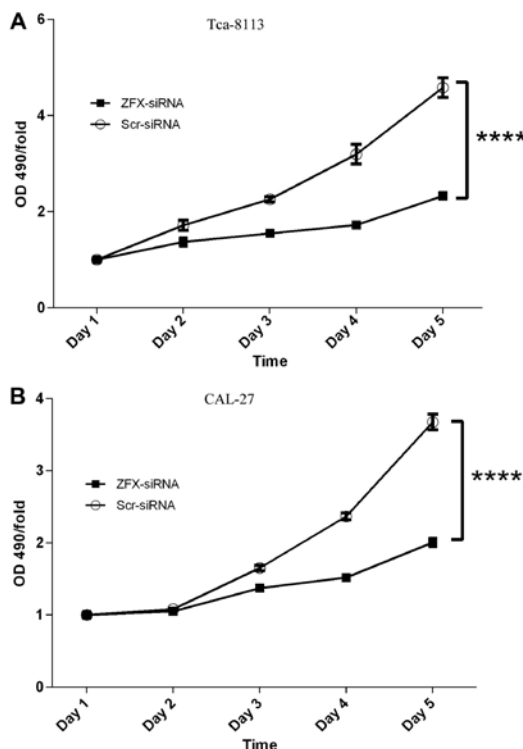 A
Tca-8113
6
4
2
0
OD 490/fold
ZFX-siRNA
Scr-siRNA
****
Day 1
Day 2
Day 3
Day 4
Day 5
Time
B
CAL-27
4
3
2
1
0
OD 490/fold
ZFX-siRNA
Scr-siRNA
****
Day 1
Day 2
Day 3
Day 4
Day 5
Time